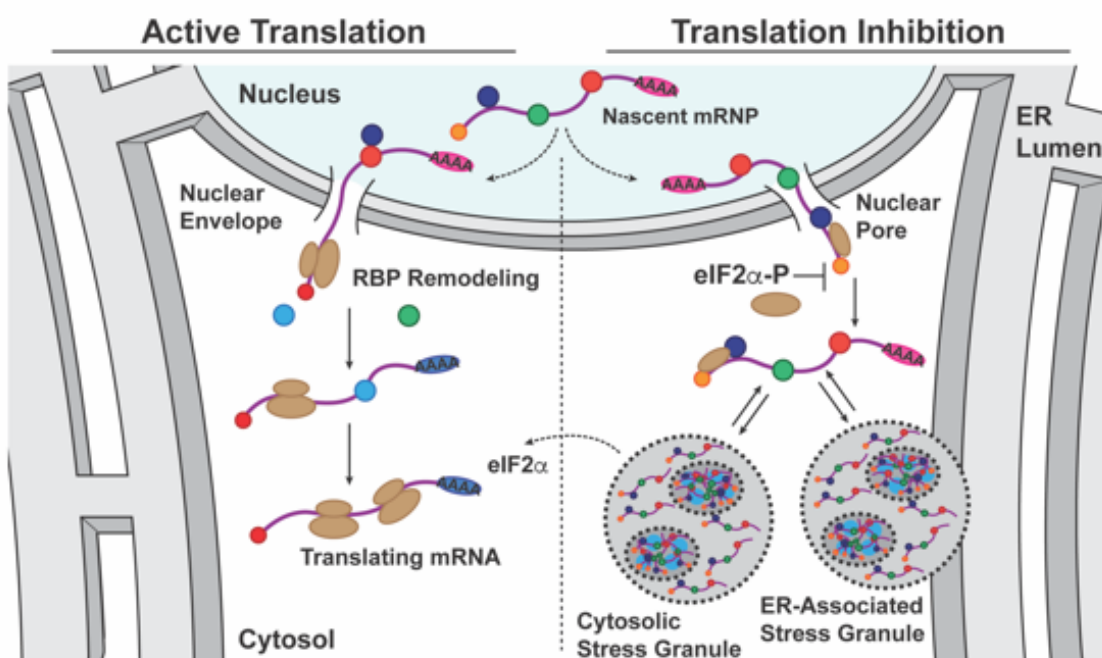 Active Translation
Translation Inhibition
Nucleus
AAAA
Nascent mRNP
ER
Lumen
AAAA
AAAA
Nuclear
Envelope
Nuclear
Pore
RBP Remodeling
eIF2α-P
AAAA
AAAA
eIF2α
AAAA
Translating mRNA
Cytosolic
Stress Granule
ER-Associated
Stress Granule
Cytosol